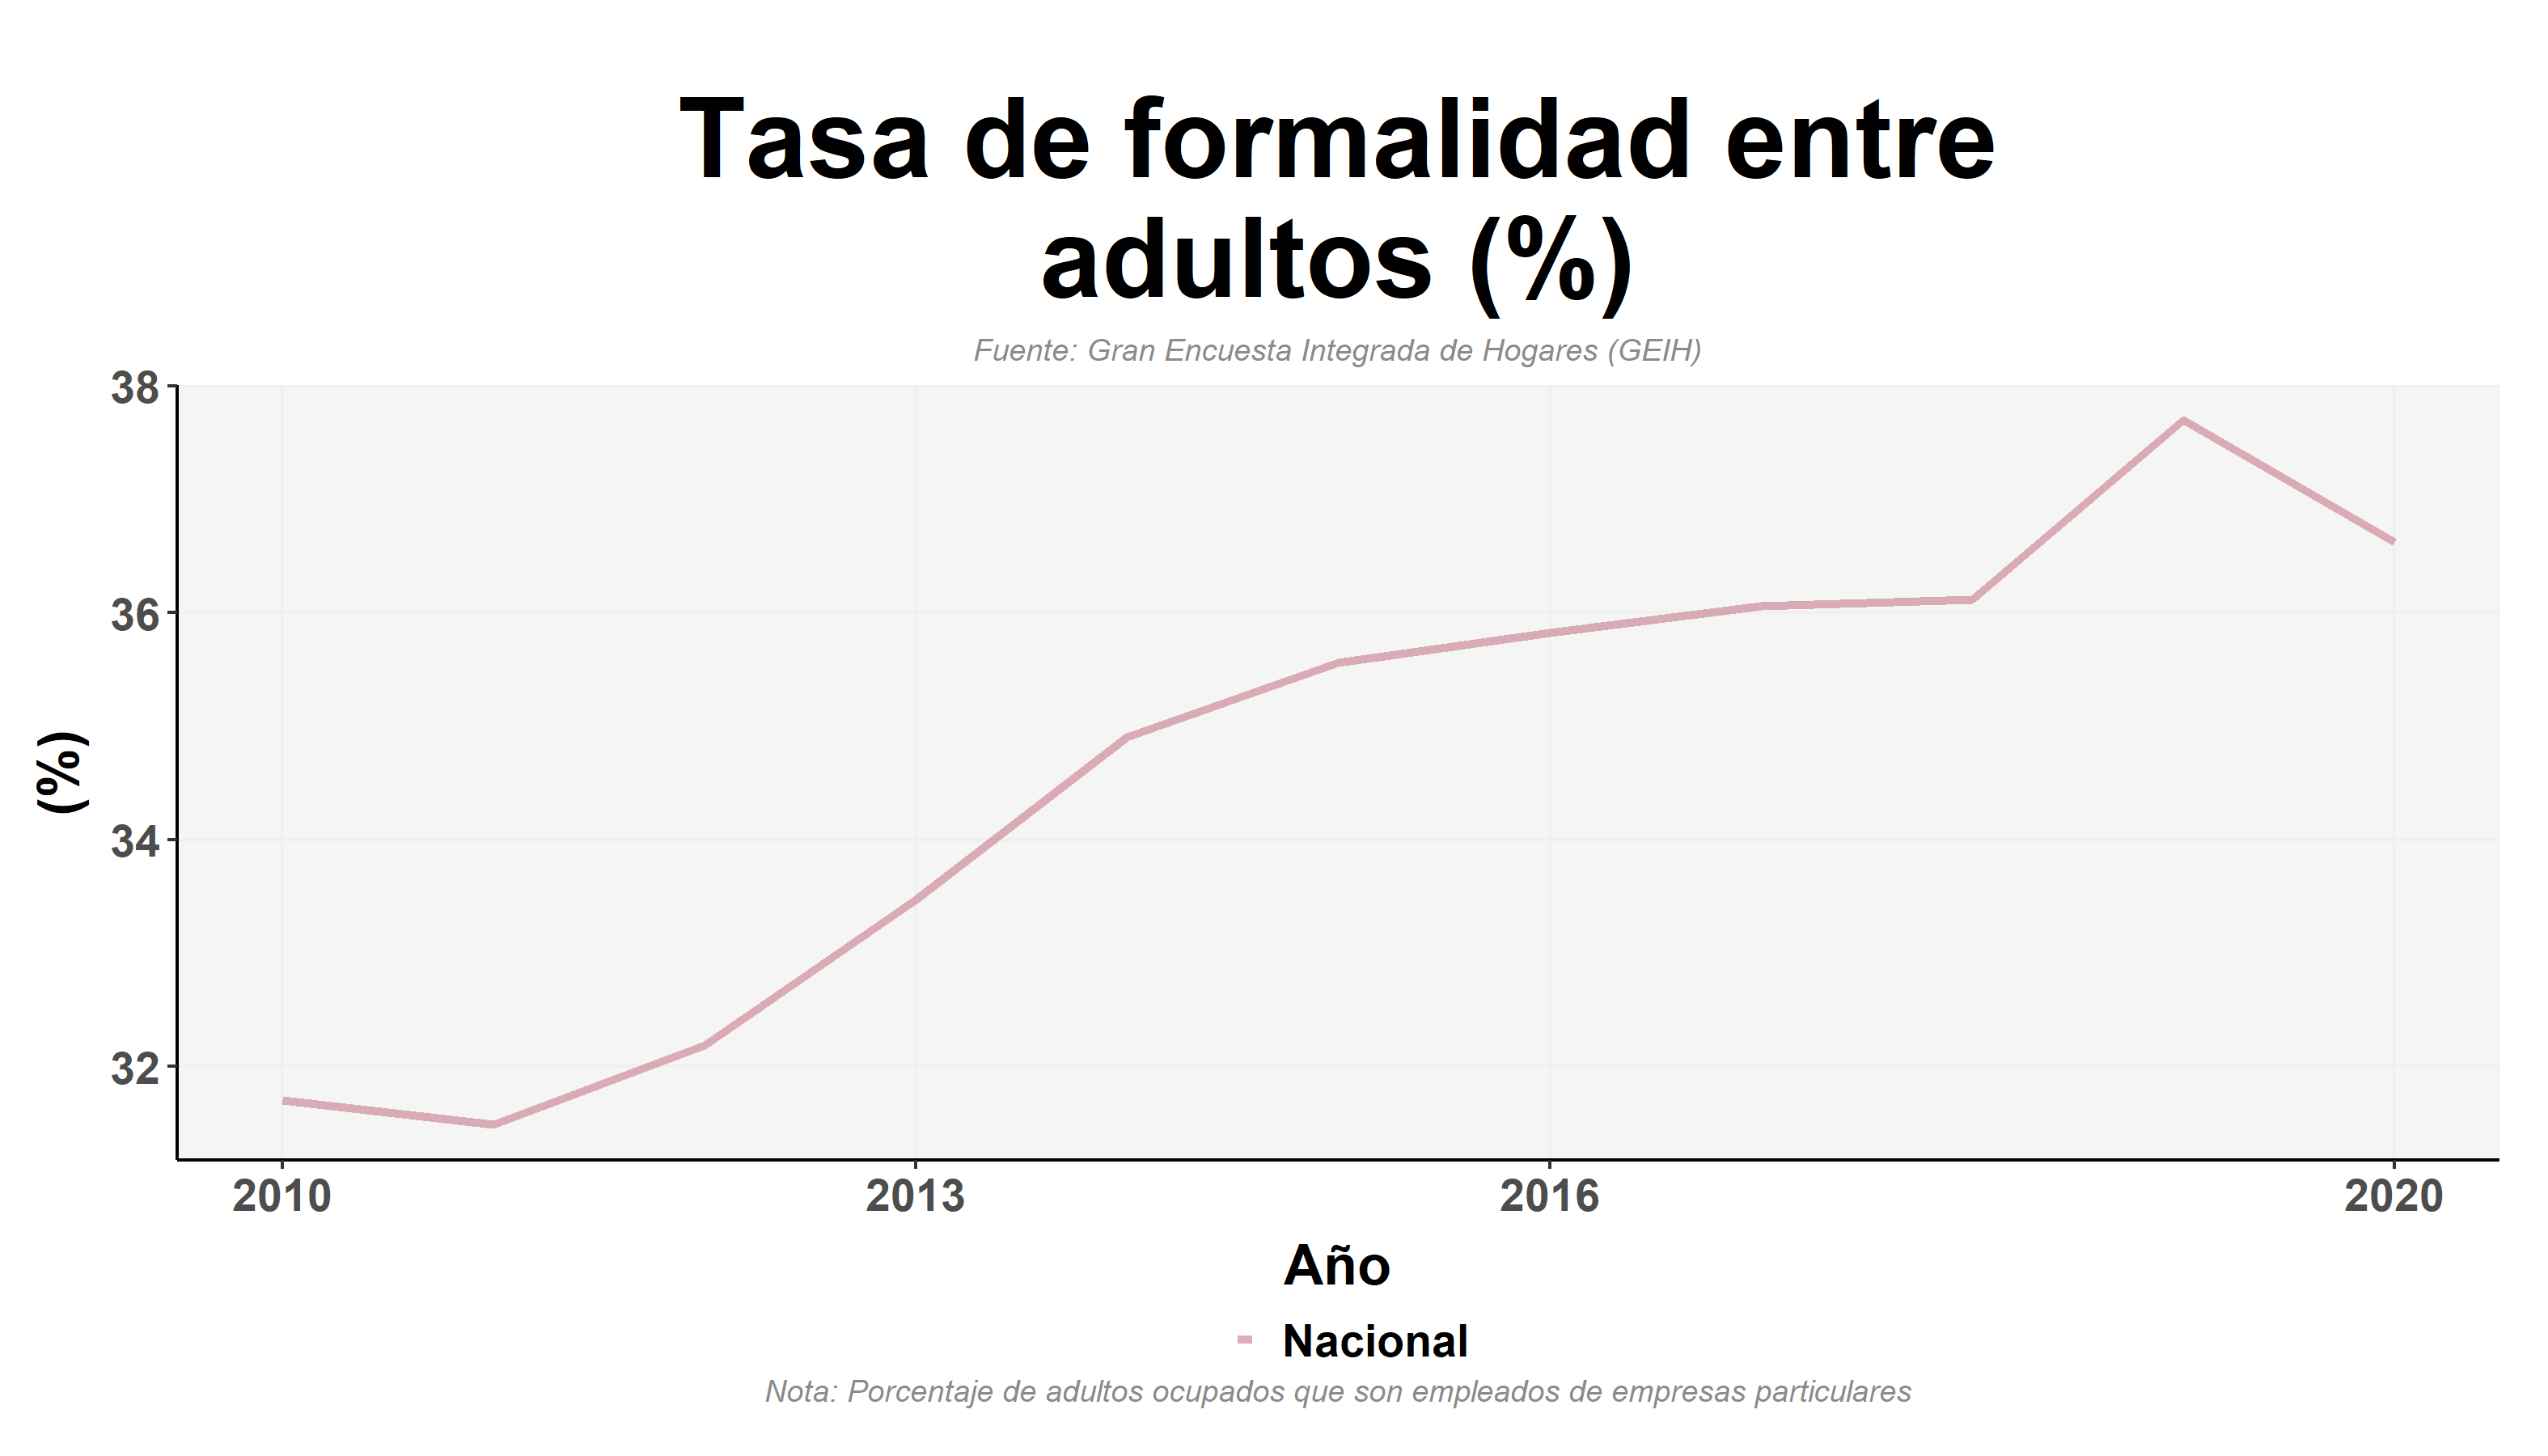 Tasa de formalidad entre
adultos (%)
Fuente: Gran Encuesta Integrada de Hogares (GEIH)
38
36
34
32
(%)
2010 2013 2016 2020
Año
Nacional
Nota: Porcentaje de adultos ocupados que son empleados de empresas particulares